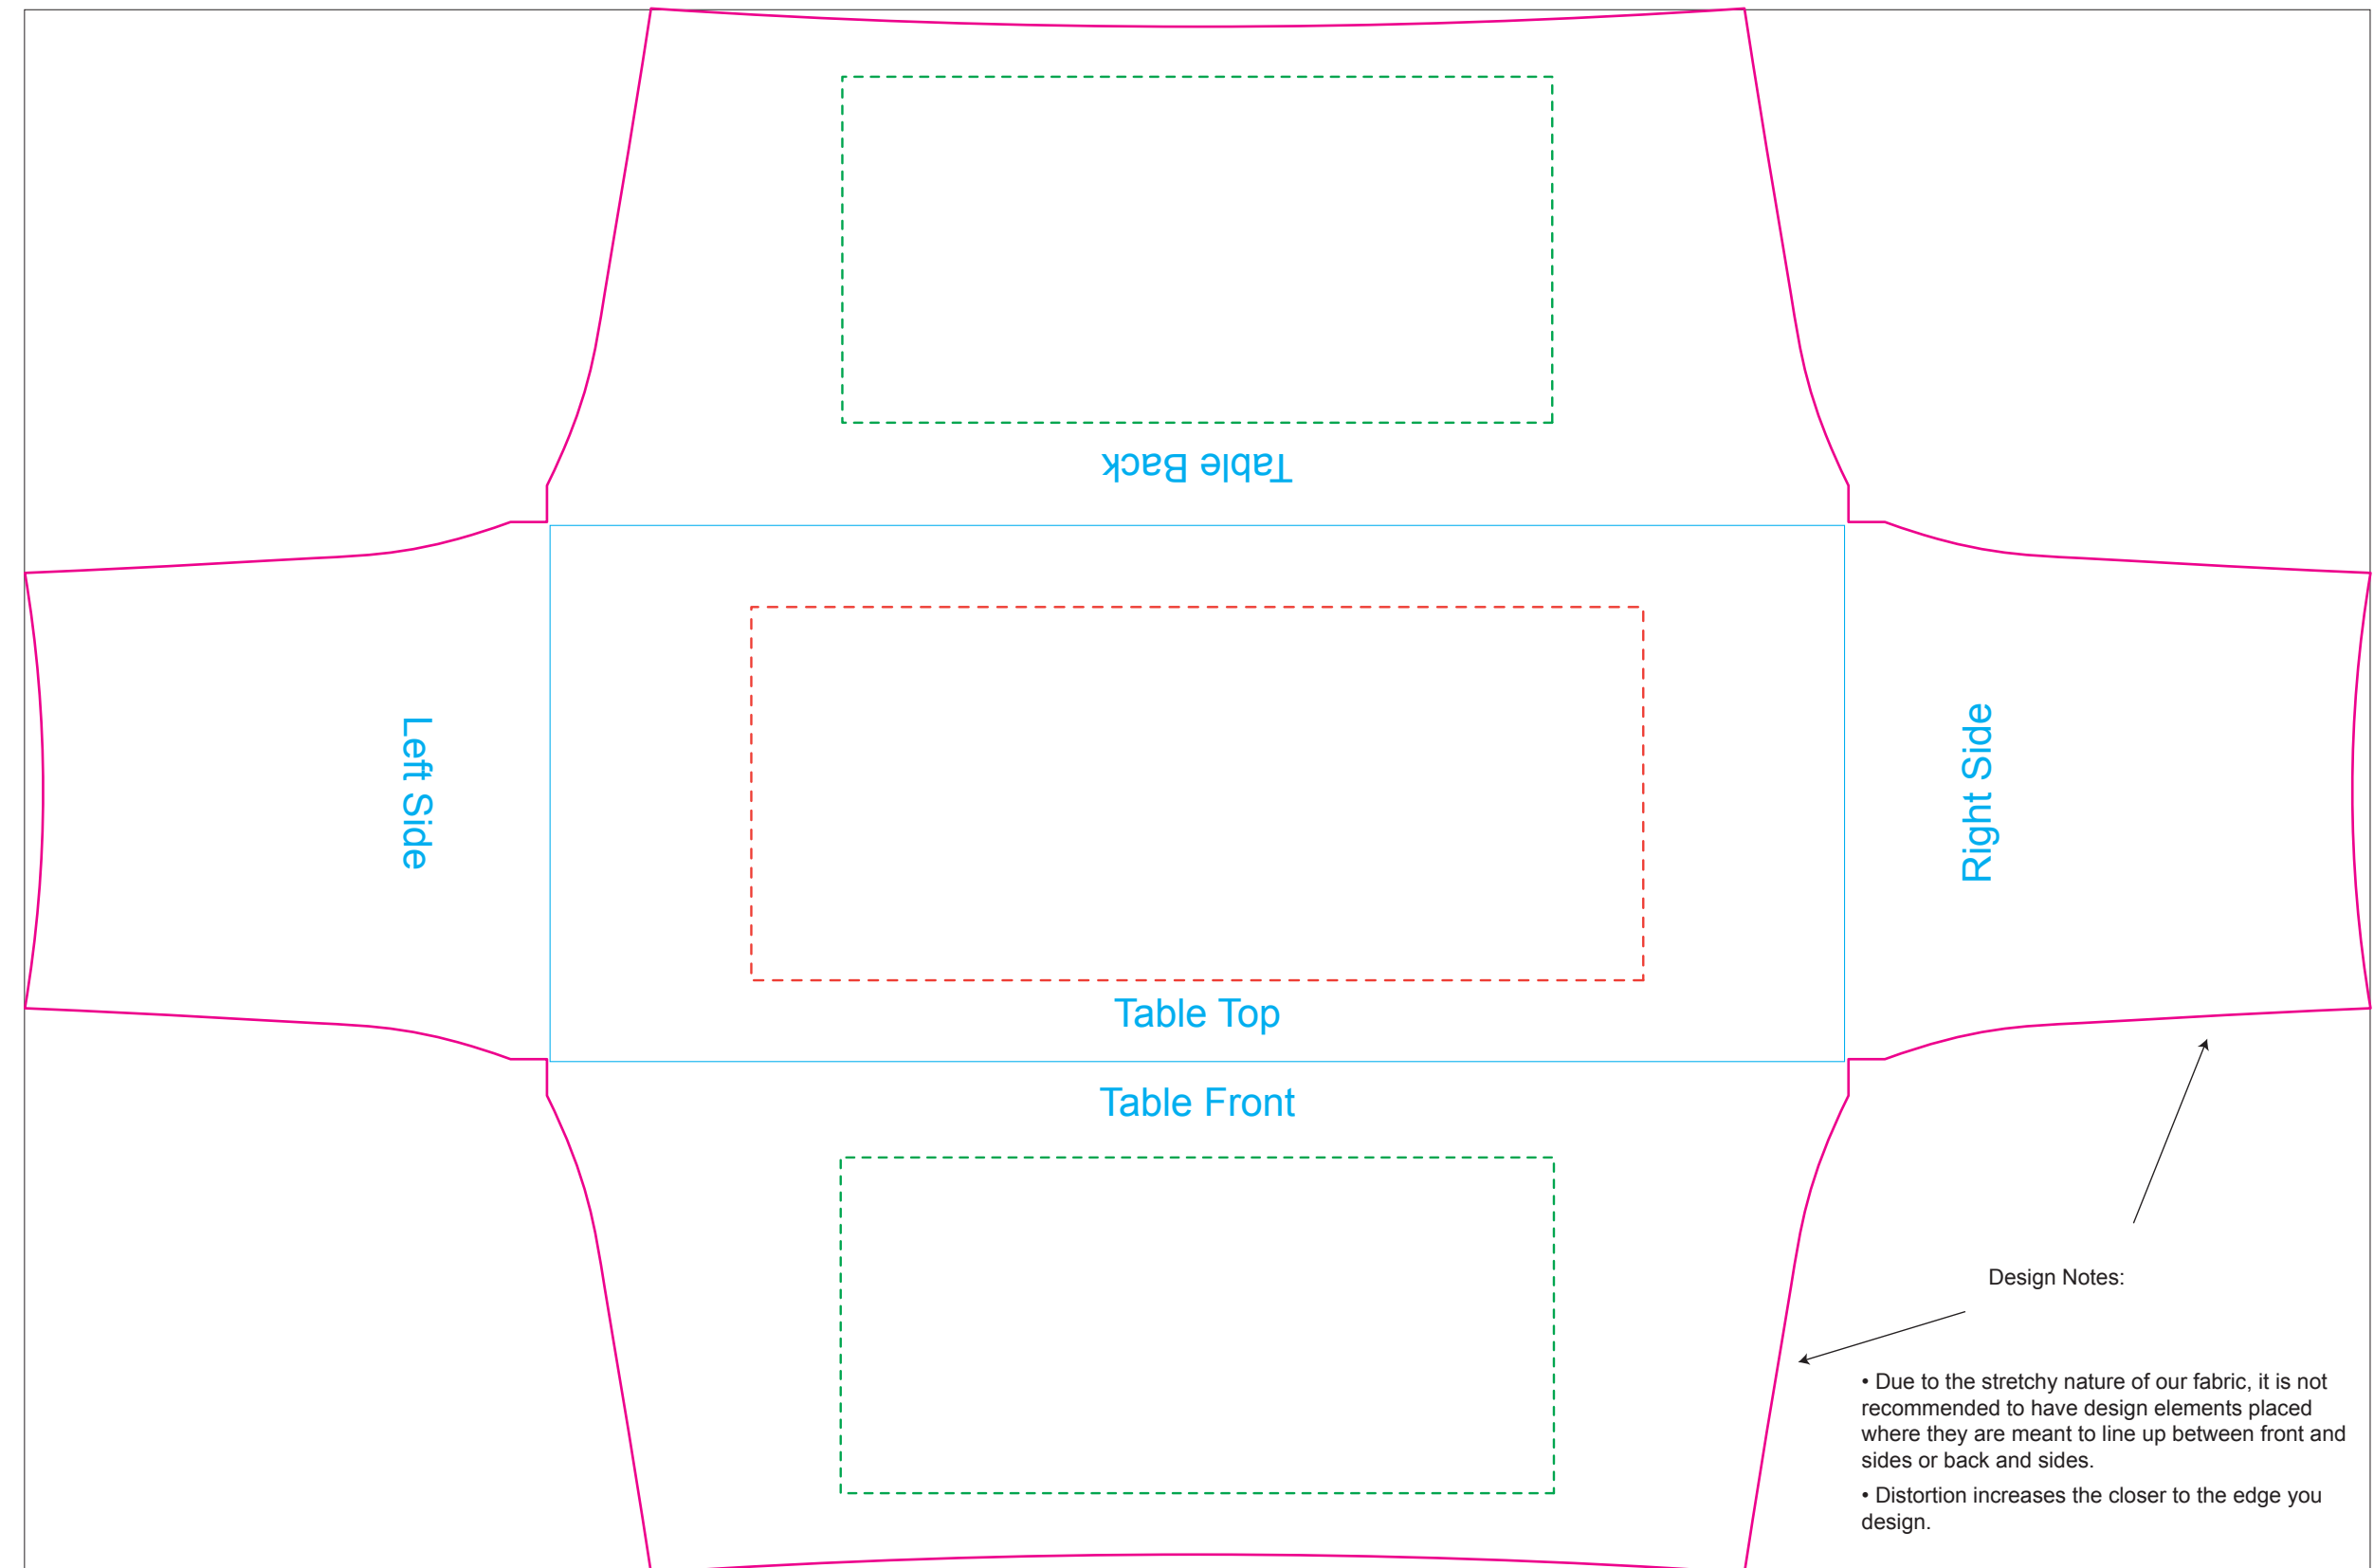 Table Back
Left Side
Right Side
Table Top
Table Front
Design Notes:
• Due to the stretchy nature of our fabric, it is not
recommended to have design elements placed
where they are meant to line up between front and
sides or back and sides.
• Distortion increases the closer to the edge you
design.